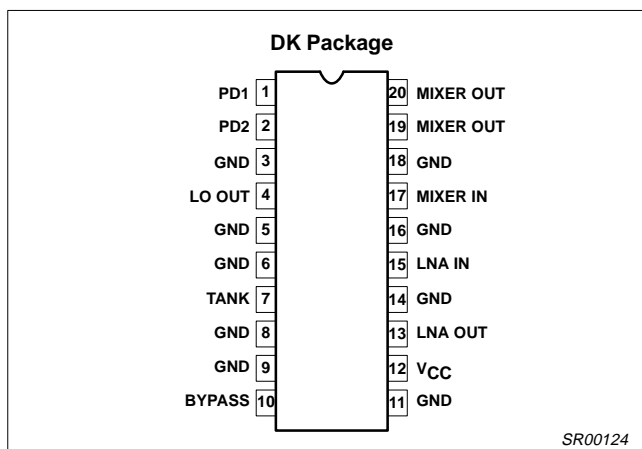 DK Package
PD1 1 20 MIXER OUT
PD2 2 19 MIXER OUT
GND 3 18 GND
LO OUT 4 17 MIXER IN
GND 5 16 GND
GND 6 15 LNA IN
TANK 7 14 GND
GND 8 13 LNA OUT
GND 9 12 VCC
BYPASS 10 11 GND
SR00124